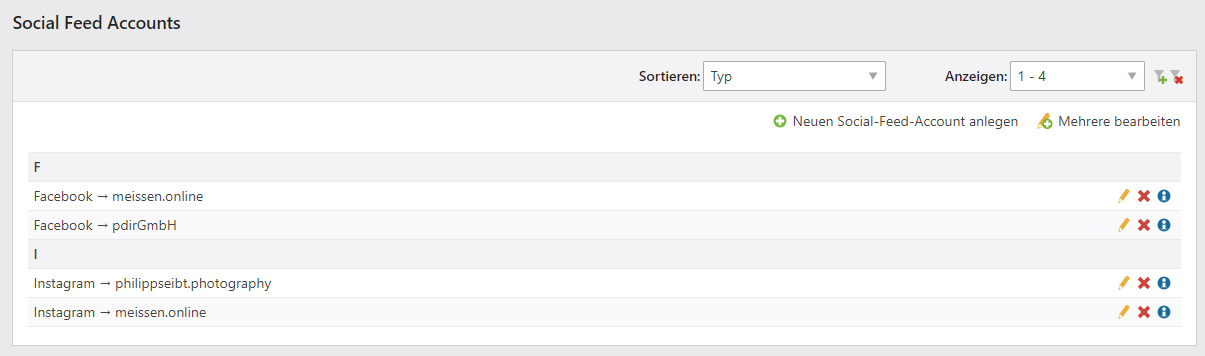 Social Feed Accounts
Sortieren: Typ Anzeigen: 1 - 4
Neuen Social-Feed-Account anlegen Mehrere bearbeiten
F
Facebook → meissen.online
Facebook → pdirGmbH
I
Instagram → philippseibt.photography
Instagram → meissen.online